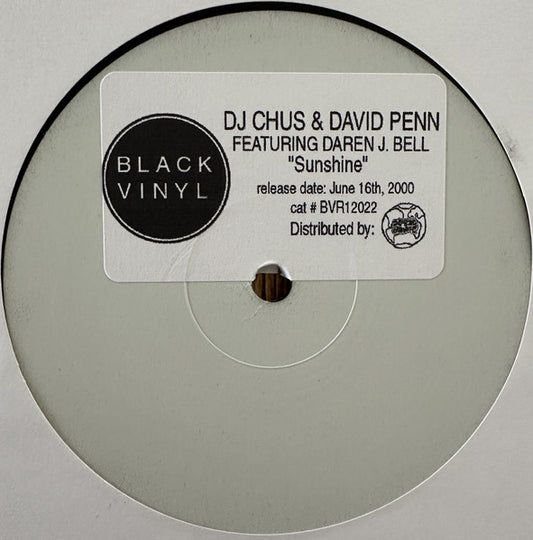 BLACK
VINYL
DJ CHUS & DAVID PENN
FEATURING DAREN J. BELL
"Sunshine"
release date: June 16th, 2000
cat # BVR12022
Distributed by: